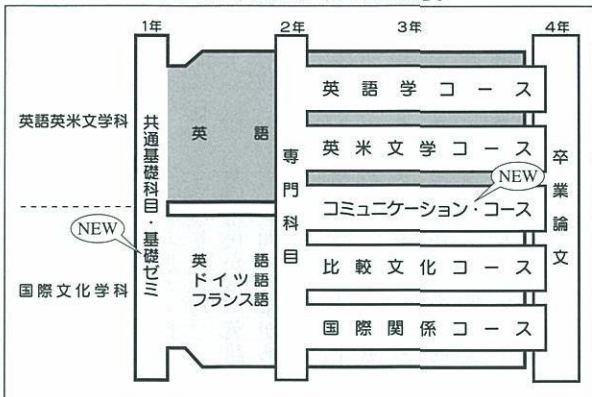 1年 2年 3年 4年
英語英米文学科
国際文化学科
NEW
共通基礎科目・基礎ゼミ
英語
英語
ドイツ語
フランス語
専門科目
英語学コース
英米文学コース
NEW
コミュニケーション・コース
比較文化コース
国際関係コース
卒業論文